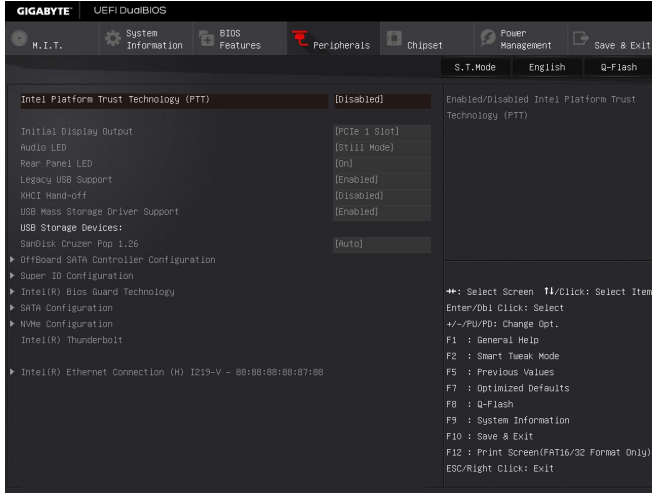 GIGABYTE™ UEFI DualBIOS
M.I.T.
System Information
BIOS Features
Peripherals
Chipset
Power Management
Save & Exit
S.T.Mode English Q-Flash
Intel Platform Trust Technology (PTT) [Disabled]
Initial Display Output [PCIe 1 Slot]
Audio LED [Still Mode]
Rear Panel LED [On]
Legacy USB Support [Enabled]
XHCI Hand-off [Disabled]
USB Mass Storage Driver Support [Enabled]
USB Storage Devices:
SanDisk Cruzer Pop 1.26 [Auto]
OffBoard SATA Controller Configuration
Super IO Configuration
Intel(R) Bios Guard Technology
SATA Configuration
NVMe Configuration
Intel(R) Thunderbolt
Intel(R) Ethernet Connection (H) I219-V - 88:88:88:88:87:88
Enabled/Disabled Intel Platform Trust
Technology (PTT)
→←: Select Screen ↑↓/Click: Select Item
Enter/Dbl Click: Select
+/-/PU/PD: Change Opt.
F1 : General Help
F2 : Smart Tweak Mode
F5 : Previous Values
F7 : Optimized Defaults
F8 : Q-Flash
F9 : System Information
F10 : Save & Exit
F12 : Print Screen(FAT16/32 Format Only)
ESC/Right Click: Exit